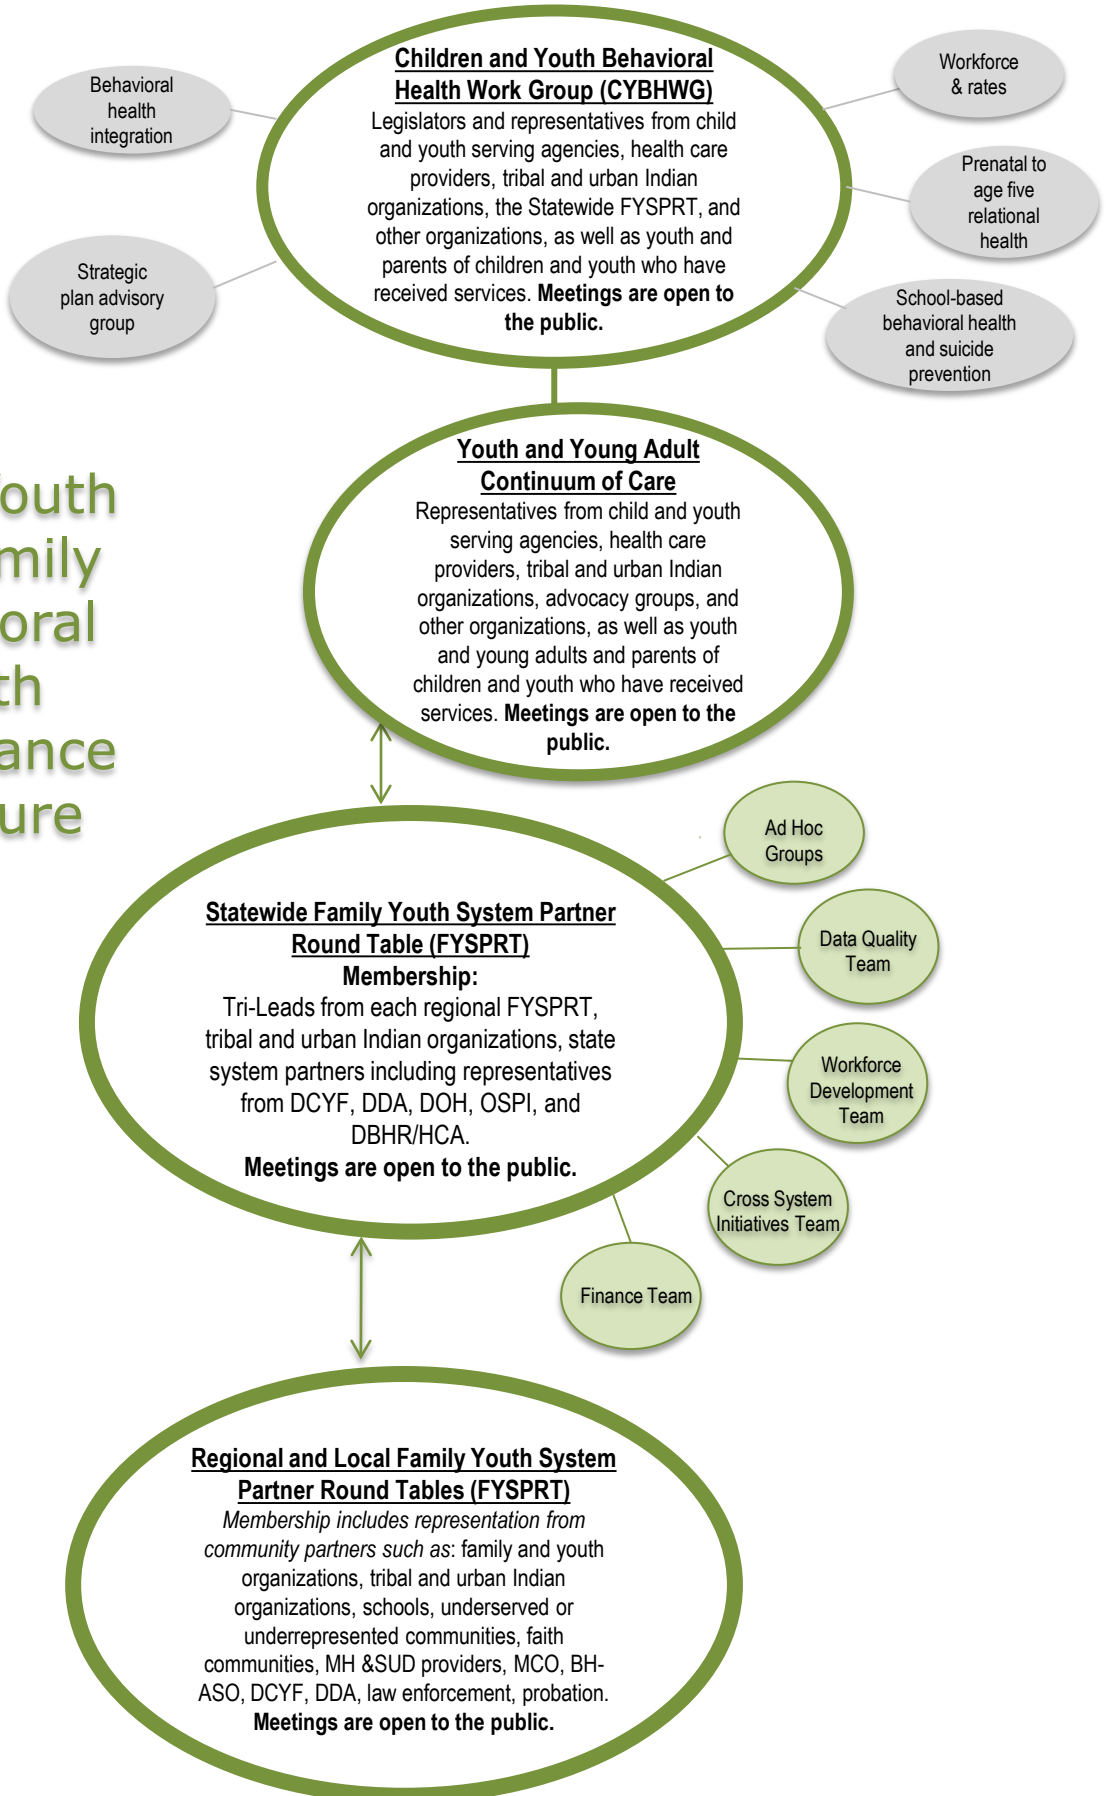 Children and Youth Behavioral
Health Work Group (CYBHWG)
Legislators and representatives from child
and youth serving agencies, health care
providers, tribal and urban Indian
organizations, the Statewide FYSPRT, and
other organizations, as well as youth and
parents of children and youth who have
received services. Meetings are open to
the public.
Behavioral
health
integration
Strategic
plan advisory
group
Workforce
& rates
Prenatal to
age five
relational
health
School-based
behavioral health
and suicide
prevention
Youth and Young Adult
Continuum of Care
Representatives from child and youth
serving agencies, health care
providers, tribal and urban Indian
organizations, advocacy groups, and
other organizations, as well as youth
and young adults and parents of
children and youth who have received
services. Meetings are open to the
public.
outh
mily
oral
th
ance
ure
Statewide Family Youth System Partner
Round Table (FYSPRT)
Membership:
Tri-Leads from each regional FYSPRT,
tribal and urban Indian organizations, state
system partners including representatives
from DCYF, DDA, DOH, OSPI, and
DBHR/HCA.
Meetings are open to the public.
Ad Hoc
Groups
Data Quality
Team
Workforce
Development
Team
Cross System
Initiatives Team
Finance Team
Regional and Local Family Youth System
Partner Round Tables (FYSPRT)
Membership includes representation from
community partners such as: family and youth
organizations, tribal and urban Indian
organizations, schools, underserved or
underrepresented communities, faith
communities, MH &SUD providers, MCO, BH-
ASO, DCYF, DDA, law enforcement, probation.
Meetings are open to the public.